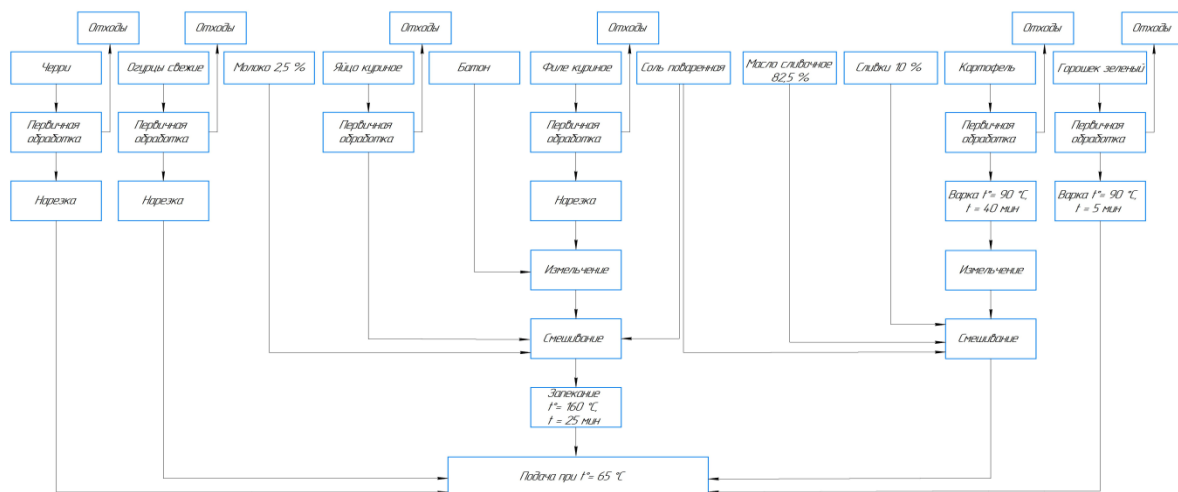 Отходы
Отходы
Отходы
Отходы
Отходы
Отходы
Черри
Огурцы свежие
Молоко 2,5 %
Яйцо куриное
Батон
Филе куриное
Соль поваренная
Масло сливочное
82,5 %
Сливки 10 %
Картофель
Горошек зеленый
Первичная
обработка
Первичная
обработка
Первичная
обработка
Первичная
обработка
Первичная
обработка
Первичная
обработка
Нарезка
Нарезка
Нарезка
Варка t°= 90 °C,
t = 40 мин
Варка t°= 90 °C,
t = 5 мин
Измельчение
Измельчение
Смешивание
Смешивание
Запекание
t°= 160 °C,
t = 25 мин
Подача при t°= 65 °C